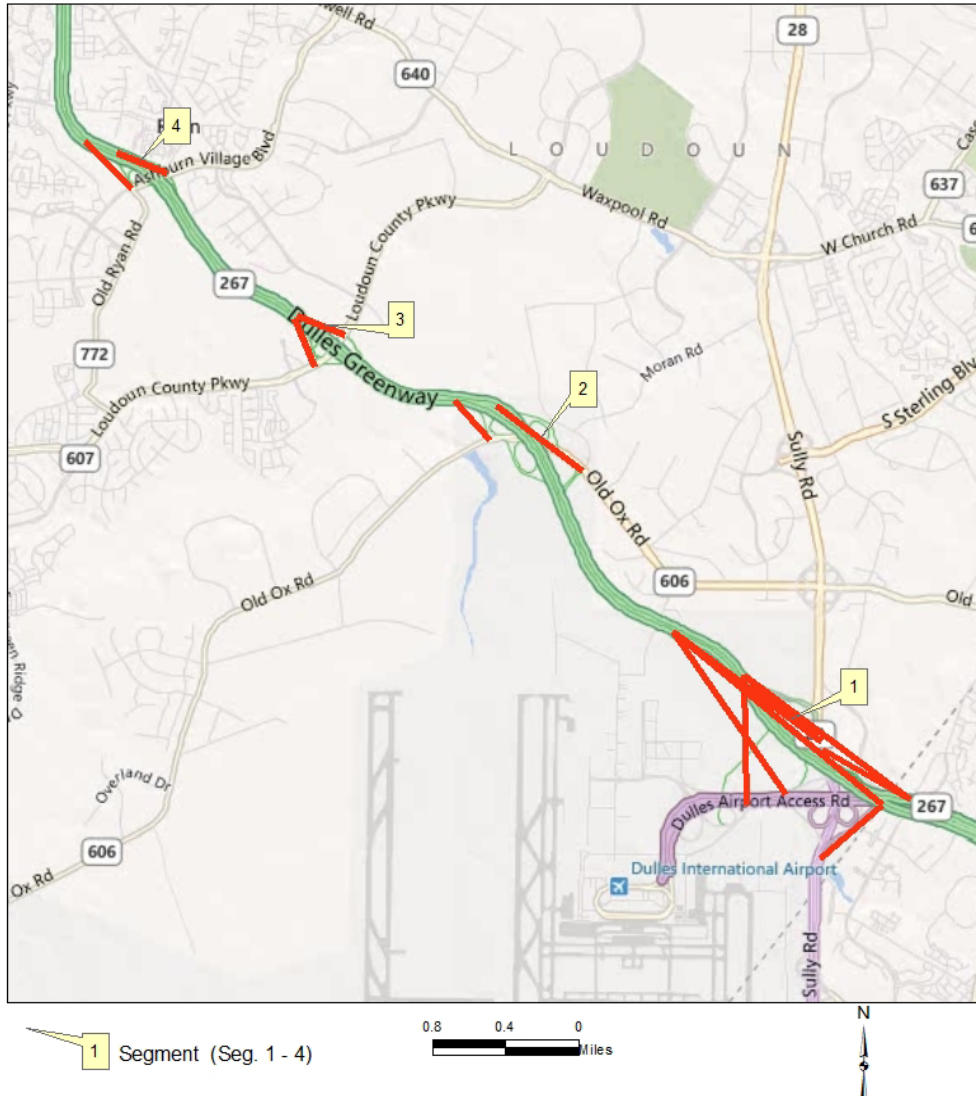 well Rd
28
640
4
Ashburn Village Blvd
LOUDOUN
637
Waxpool Rd
W Church Rd
Loudoun County Pkwy
Old Ryan Rd
267
3
Dulles Greenway
772
Moran Rd
2
S Sterling Blv
Loudoun County Pkwy
607
Sully Rd
Old Ox Rd
606
Old
Old Ox Rd
1
Overland Dr
267
Dulles Airport Access Rd
606
Dulles International Airport
Ox Rd
Sully Rd
1 Segment (Seg. 1 - 4)
0.8 0.4 0
Miles
N